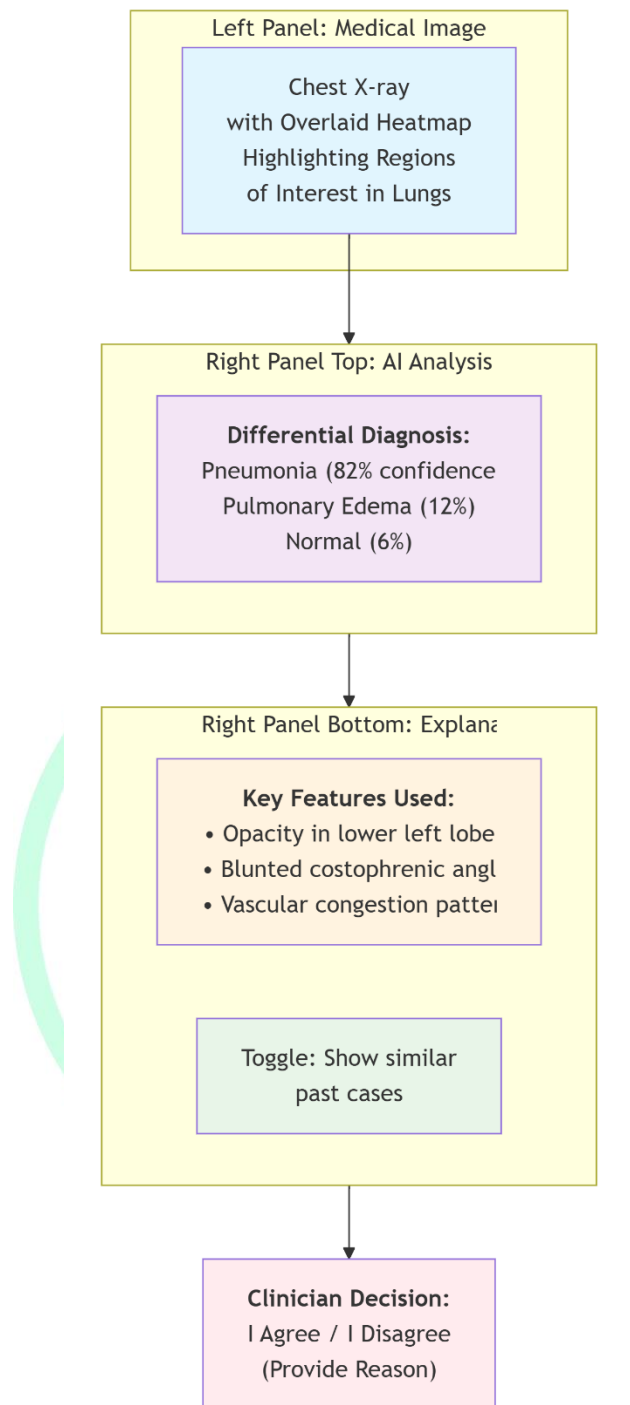 Left Panel: Medical Image
Chest X-ray
with Overlaid Heatmap
Highlighting Regions
of Interest in Lungs
Right Panel Top: AI Analysis
Differential Diagnosis:
Pneumonia (82% confidence
Pulmonary Edema (12%)
Normal (6%)
Right Panel Bottom: Explana
Key Features Used:
• Opacity in lower left lobe
• Blunted costophrenic angl
• Vascular congestion patter
Toggle: Show similar
past cases
Clinician Decision:
I Agree / I Disagree
(Provide Reason)